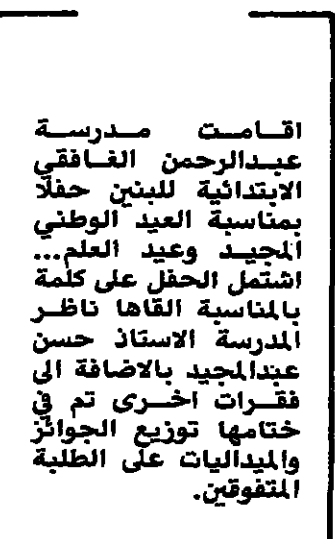 اقامت مدرسة
عبدالرحمن الغافقي
الابتدائية للبنين حفلا
بمناسبة العيد الوطني
المجيد وعيد العلم...
اشتمل الحفل على كلمة
بالمناسبة القاها ناظر
المدرسة الاستاذ حسن
عبدالمجيد بالاضافة الى
فقرات اخرى تم في
ختامها توزيع الجوائز
والميداليات على الطلبة
المتفوقين.